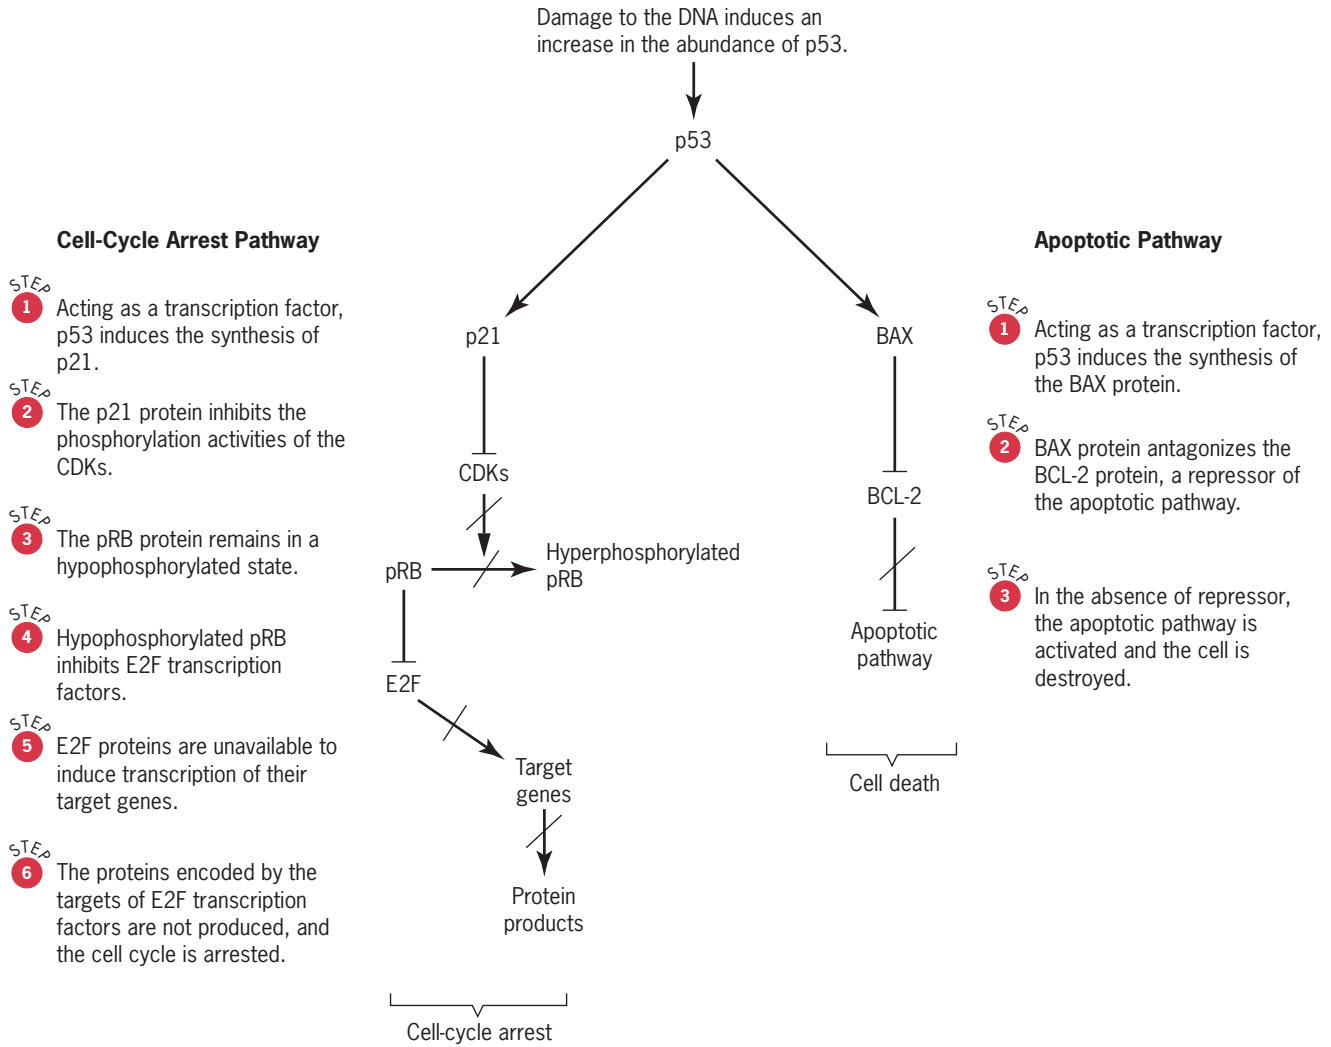 Damage to the DNA induces an
increase in the abundance of p53.
p53
Cell-Cycle Arrest Pathway
STEP
1
Acting as a transcription factor,
p53 induces the synthesis of
p21.
STEP
2
The p21 protein inhibits the
phosphorylation activities of the
CDKs.
STEP
3
The pRB protein remains in a
hypophosphorylated state.
STEP
4
Hypophosphorylated pRB
inhibits E2F transcription
factors.
STEP
5
E2F proteins are unavailable to
induce transcription of their
target genes.
STEP
6
The proteins encoded by the
targets of E2F transcription
factors are not produced, and
the cell cycle is arrested.
p21
CDKs
pRB
Hyperphosphorylated
pRB
E2F
Target
genes
Protein
products
Cell-cycle arrest
BAX
BCL-2
Apoptotic
pathway
Cell death
Apoptotic Pathway
STEP
1
Acting as a transcription factor,
p53 induces the synthesis of
the BAX protein.
STEP
2
BAX protein antagonizes the
BCL-2 protein, a repressor of
the apoptotic pathway.
STEP
3
In the absence of repressor,
the apoptotic pathway is
activated and the cell is
destroyed.